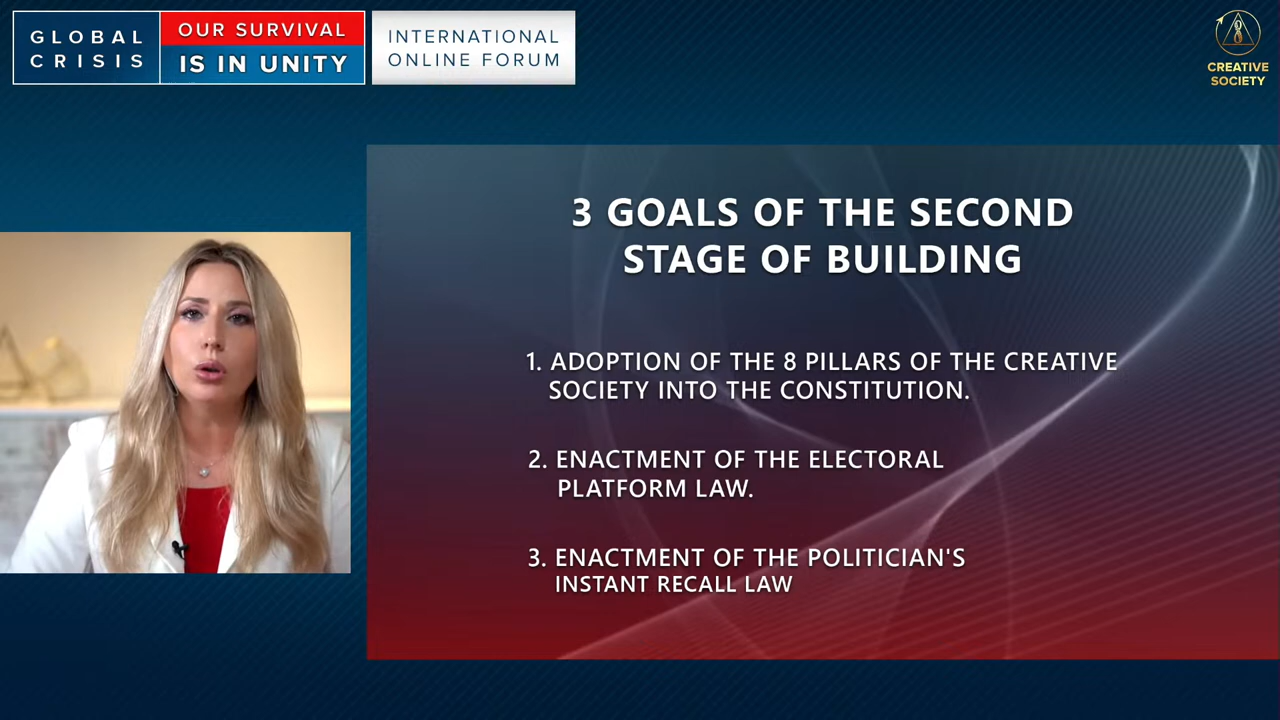 GLOBAL
CRISIS
OUR SURVIVAL
IS IN UNITY
INTERNATIONAL
ONLINE FORUM
CREATIVE
SOCIETY
3 GOALS OF THE SECOND
STAGE OF BUILDING
1. ADOPTION OF THE 8 PILLARS OF THE CREATIVE
SOCIETY INTO THE CONSTITUTION.
2. ENACTMENT OF THE ELECTORAL
PLATFORM LAW.
3. ENACTMENT OF THE POLITICIAN'S
INSTANT RECALL LAW